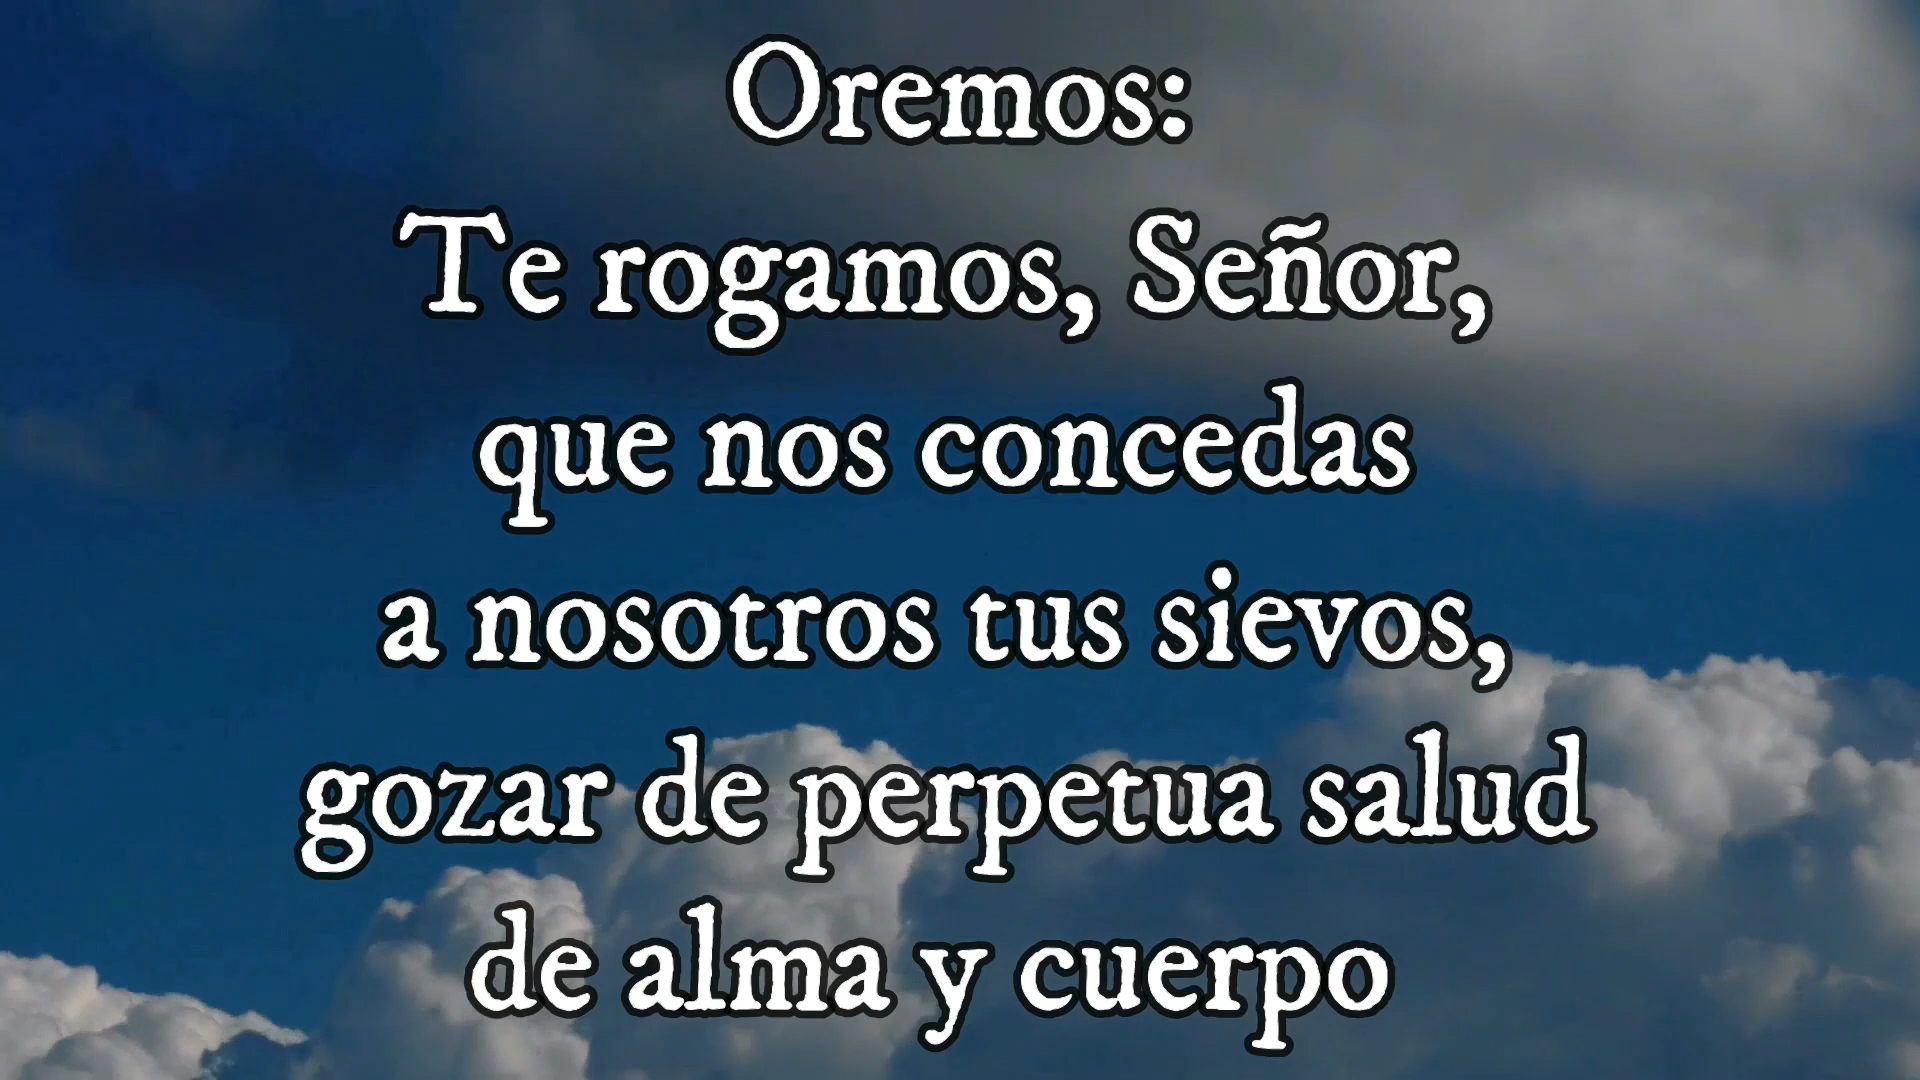 Oremos:
Te rogamos, Señor,
que nos concedas
a nosotros tus sievos,
gozar de perpetua salud
de alma y cuerpo